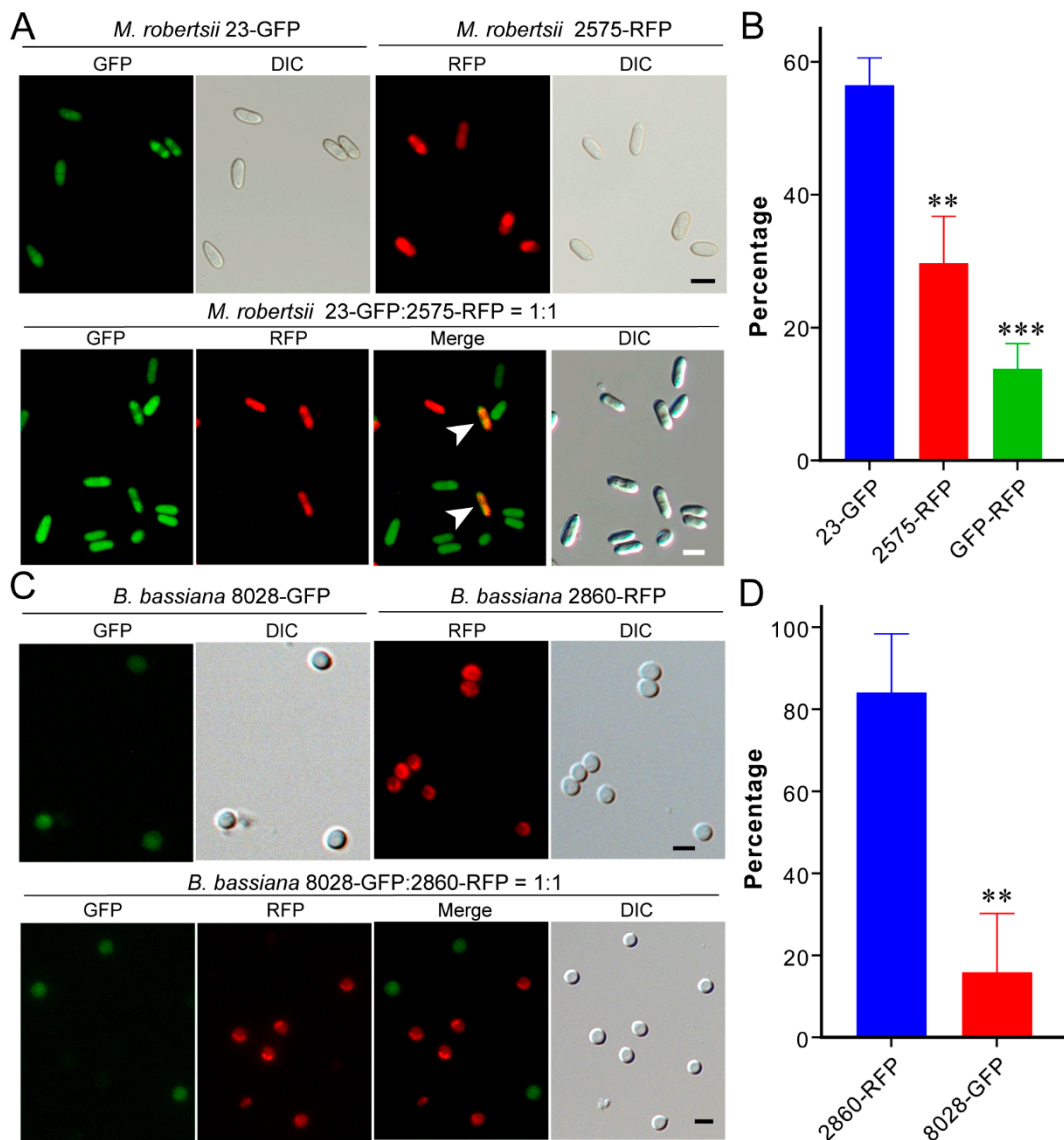 A
M. robertsii 23-GFP
M. robertsii 2575-RFP
GFP
DIC
RFP
DIC
M. robertsii 23-GFP:2575-RFP = 1:1
GFP
RFP
Merge
DIC
B
Percentage
60
40
20
0
**
***
23-GFP
2575-RFP
GFP-RFP
C
B. bassiana 8028-GFP
B. bassiana 2860-RFP
GFP
DIC
RFP
DIC
B. bassiana 8028-GFP:2860-RFP = 1:1
GFP
RFP
Merge
DIC
D
Percentage
100
80
60
40
20
0
**
2860-RFP
8028-GFP